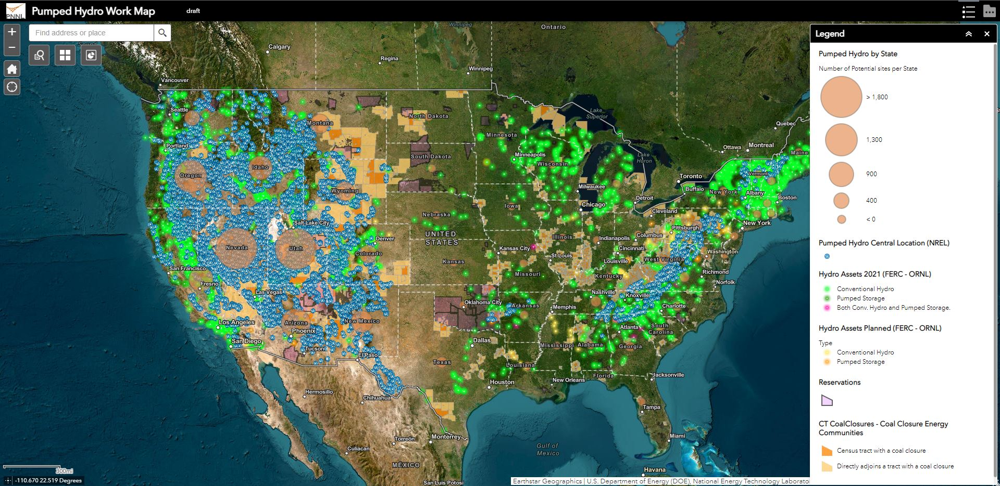 PNNL
Pumped Hydro Work Map
draft
Find address or place
Winnipeg
Ontario
Sound
Calgary
Regina
Winnipeg
Vancouver
Seattle
Portland
Montana
North Dakota
Minnesota
Lake
Superior
Quebec
Ottawa
Montreal
Maine
South Dakota
Minneapolis
Wisconsin
Lake
Huron
Oregon
Idaho
Toronto
Vermont
Wyoming
Milwaukee
Buffalo
New York
Albany
Boston
Detroit
Chicago
Iowa
Nebraska
Cleveland
Salt Lake City
New York
Pittsburgh
UNITED
STATES
Denver
Illinois
Indianapolis
Columbus
Nevada
Utah
Colorado
Kansas City
Cincinnati
Washington
St Louis
Kansas
Louisville
West Virginia
San Francisco
Missouri
Kentucky
Richmond
Fresno
Norfolk
Las Vegas
Nashville
Knoxville
Oklahoma City
Arkansas
Memphis
Charlotte
Los Angeles
Arizona
New Mexico
Phoenix
Atlanta
South
Carolina
San Diego
Dallas
Mississippi
Alabama
Georgia
Tucson
El Paso
Texas
Louisiana
Florida
Jacksonville
Houston
New Orleans
Hermosillo
Chihuahua
Tampa
Torreón
Monterrey
Miami
Culiacan
Gulf of
Mexico
MÉXICO
Havana
San Luis Potosi
300mi
-110.670 22.519 Degrees
Earthstar Geographics | U.S. Department of Energy (DOE), National Energy Technology Laborato
Legend
Pumped Hydro by State
Number of Potential sites per State
> 1,800
1,300
900
400
< 0
Pumped Hydro Central Location (NREL)
Hydro Assets 2021 (FERC - ORNL)
Conventional Hydro
Pumped Storage
Both Conv. Hydro and Pumped Storage.
Hydro Assets Planned (FERC - ORNL)
Type
Conventional Hydro
Pumped Storage
Reservations
CT CoalClosures - Coal Closure Energy
Communities
Census tract with a coal closure
Directly adjoins a tract with a coal closure